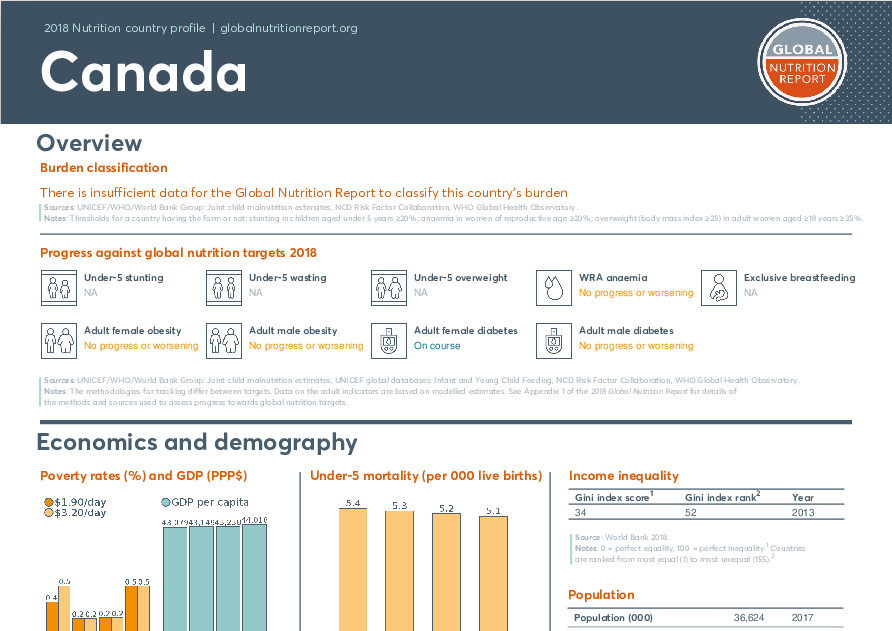 2018 Nutrition country profile | globalnutritionreport.org
Canada
GLOBAL
NUTRITION
REPORT
Overview
Burden classification
There is insufficient data for the Global Nutrition Report to classify this country's burden
Sources: UNICEF/WHO/World Bank Group: Joint child malnutrition estimates, NCD Risk Factor Collaboration, WHO Global Health Observatory.
Notes: Thresholds for a country having the form or not: stunting in children aged under 5 years ≥20%; anaemia in women of reproductive age ≥20%; overweight (body mass index ≥25) in adult women aged ≥18 years ≥35%.
Progress against global nutrition targets 2018
Under-5 stunting
NA
Under-5 wasting
NA
Under-5 overweight
NA
WRA anaemia
No progress or worsening
Exclusive breastfeeding
NA
Adult female obesity
No progress or worsening
Adult male obesity
No progress or worsening
Adult female diabetes
On course
Adult male diabetes
No progress or worsening
Sources: UNICEF/WHO/World Bank Group: Joint child malnutrition estimates, UNICEF global databases: Infant and Young Child Feeding, NCD Risk Factor Collaboration, WHO Global Health Observatory.
Notes: The methodologies for tracking differ between targets. Data on the adult indicators are based on modelled estimates. See Appendix 1 of the 2018 Global Nutrition Report for details of
the methods and sources used to assess progress towards global nutrition targets.
Economics and demography
Poverty rates (%) and GDP (PPP$)
$1.90/day
$3.20/day
GDP per capita
43,079 43,149 43,238 44,018
0.5 0.5 0.5
0.4
0.2 0.2 0.2 0.2
Under-5 mortality (per 000 live births)
5.4 5.3 5.2 5.1
Income inequality
Gini index score1 Gini index rank2 Year
34 52 2013
Source: World Bank 2018.
Notes: 0 = perfect equality, 100 = perfect inequality.1 Countries
are ranked from most equal (1) to most unequal (155).2
Population
Population (000) 36,624 2017